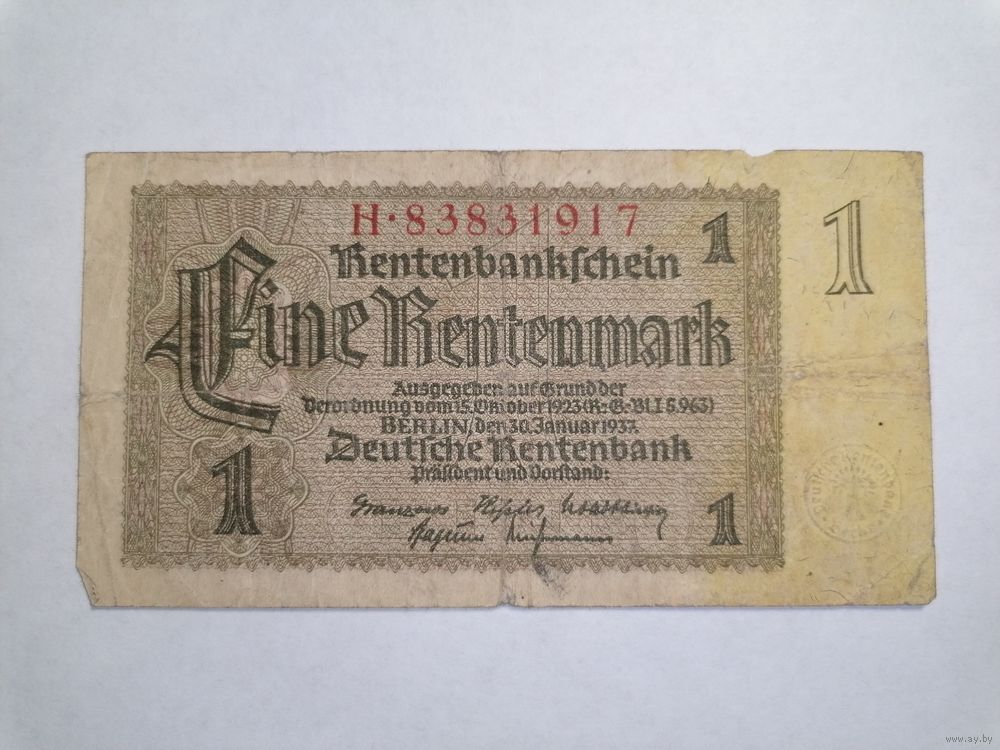 H·83831917
1
1
Rentenbankschein
Eine Rentenmark
Ausgegeben auf Grund der
Verordnung vom 15. Oktober 1923 (R.-G.-Bl. I S. 963)
BERLIN, den 30. Januar 1937.
Deutsche Rentenbank
Präsident und Vorstand:
1
1
www.ay.by